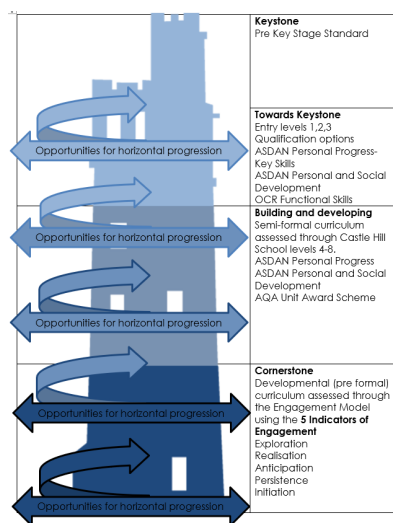 Keystone
Pre Key Stage Standard
Towards Keystone
Entry levels 1,2,3
Qualification options
ASDAN Personal Progress-
Key Skills
ASDAN Personal and Social
Development
OCR Functional Skills
Opportunities for horizontal progression
Building and developing
Semi-formal curriculum
assessed through Castle Hill
School levels 4-8.
ASDAN Personal Progress
ASDAN Personal and Social
Development
AQA Unit Award Scheme
Opportunities for horizontal progression
Opportunities for horizontal progression
Cornerstone
Developmental (pre formal)
curriculum assessed through
the Engagement Model
using the 5 Indicators of
Engagement
Exploration
Realisation
Anticipation
Persistence
Initiation
Opportunities for horizontal progression
Opportunities for horizontal progression